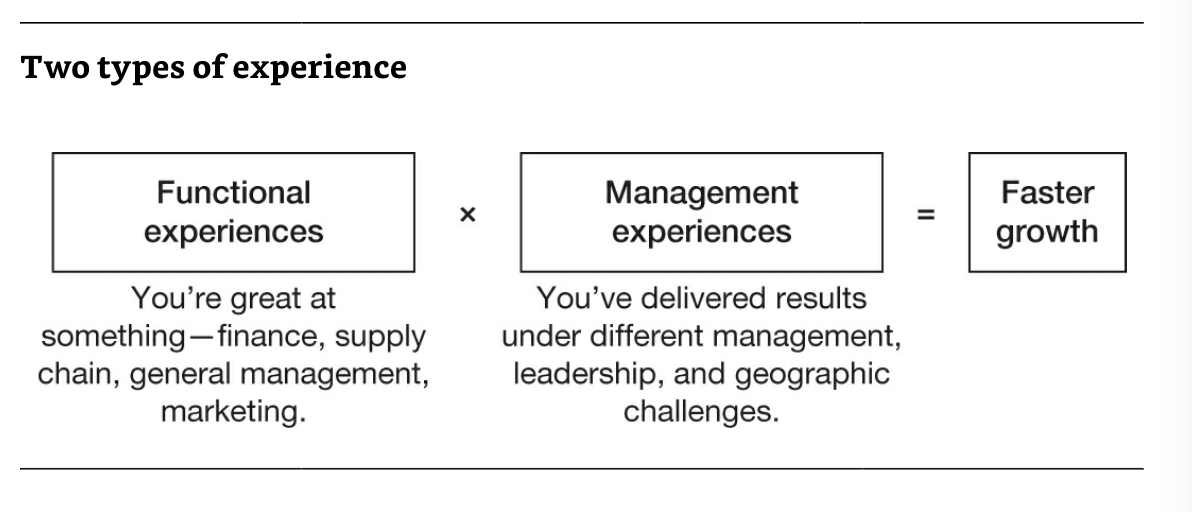 Two types of experience
Functional
experiences
×
Management
experiences
=
Faster
growth
You’re great at
something—finance, supply
chain, general management,
marketing.
You’ve delivered results
under different management,
leadership, and geographic
challenges.